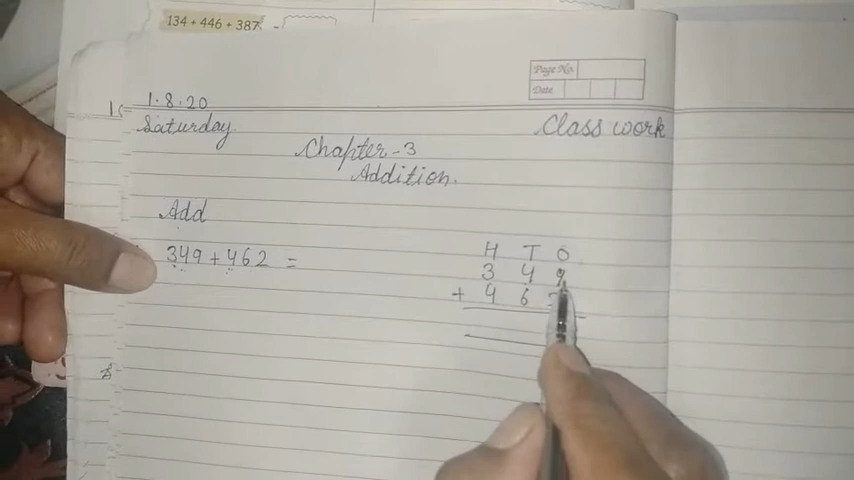 134 + 446 + 387 -
Page No.
Date
1.8.20
Saturday
Class work
Chapter - 3
Addition.
Add
349 + 462 =
H T O
3 4 9
+ 4 6